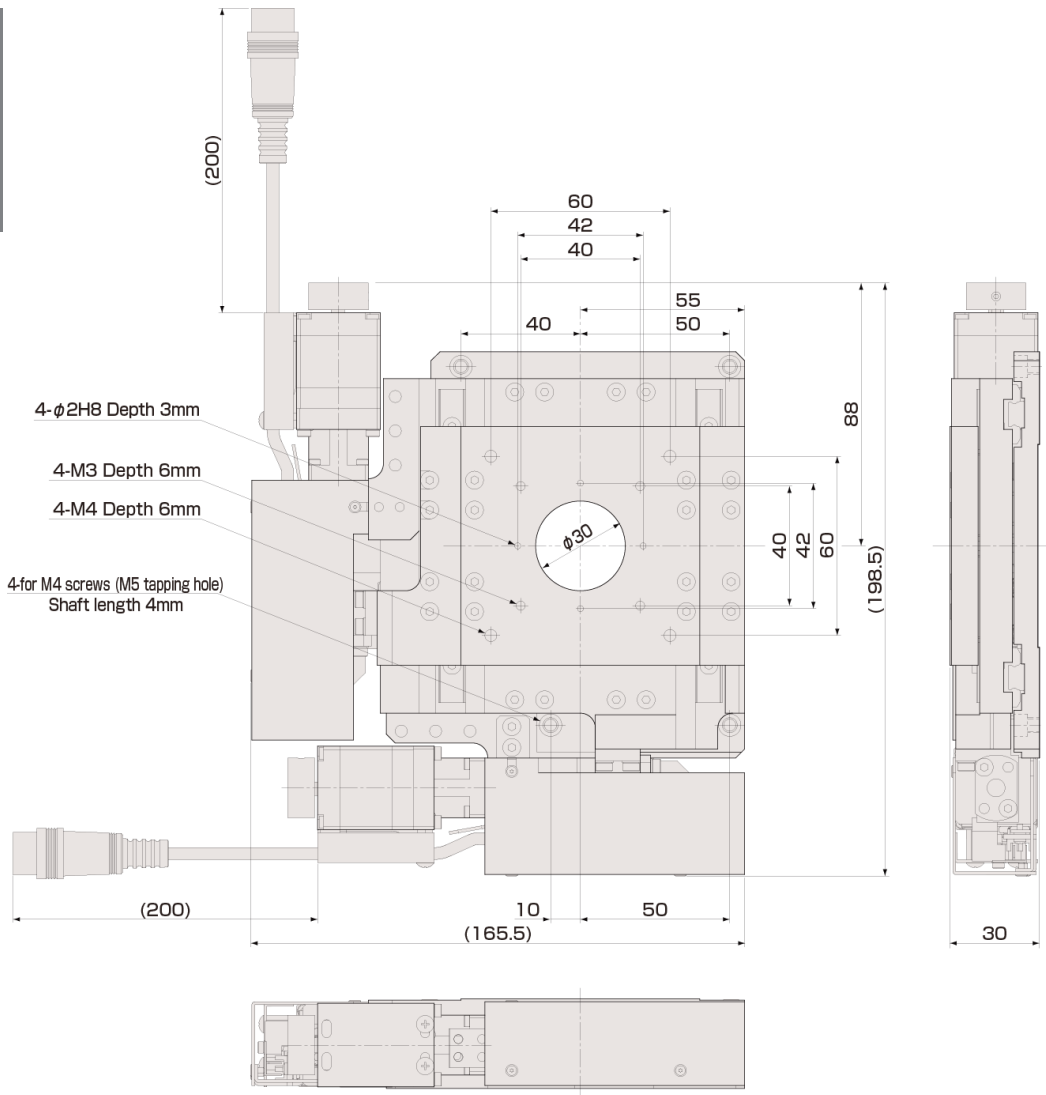 (200)
60
42
40
55
40
50
4-φ2H8 Depth 3mm
88
4-M3 Depth 6mm
4-M4 Depth 6mm
φ30
40
42
60
(198.5)
4-for M4 screws (M5 tapping hole)
Shaft length 4mm
(200)
10
50
(165.5)
30